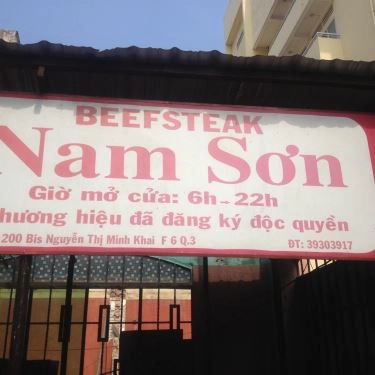 BEEFSTEAK
Nam Sơn
Giờ mở cửa: 6h - 22h
hương hiệu đã đăng ký độc quyền
200 Bis Nguyễn Thị Minh Khai F 6 Q.3 ĐT: 39303917